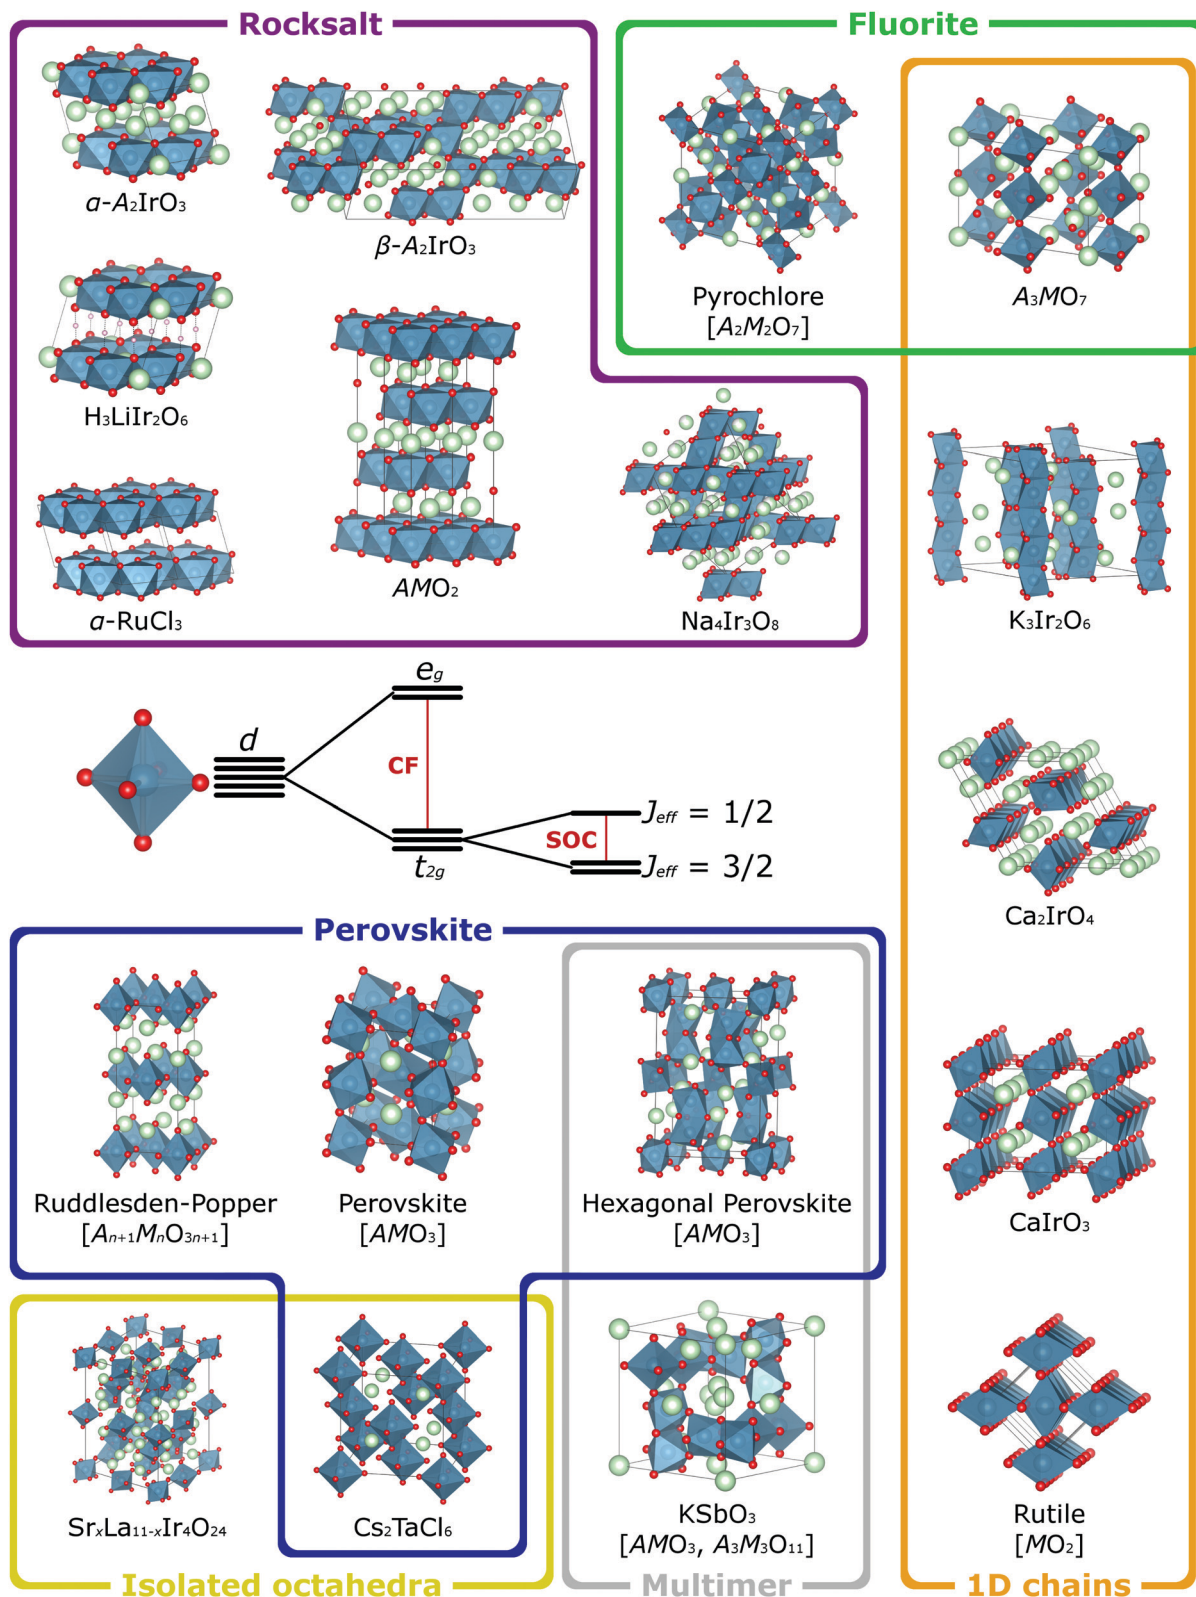 Rocksalt
Fluorite
α-A₂IrO₃
β-A₂IrO₃
Pyrochlore
[A₂M₂O₇]
A₃MO₇
H₃LiIr₂O₆
α-RuCl₃
AMO₂
Na₄Ir₃O₈
K₃Ir₂O₆
d
e_g
CF
t_2g
SOC
J_eff = 1/2
J_eff = 3/2
Ca₂IrO₄
Perovskite
Ruddlesden-Popper
[Aₙ₊₁MₙO₃ₙ₊₁]
Perovskite
[AMO₃]
Hexagonal Perovskite
[AMO₃]
CaIrO₃
SrₓLa₁₁₋ₓIr₄O₂₄
Cs₂TaCl₆
KSbO₃
[AMO₃, A₃M₃O₁₁]
Rutile
[MO₂]
Isolated octahedra
Multimer
1D chains